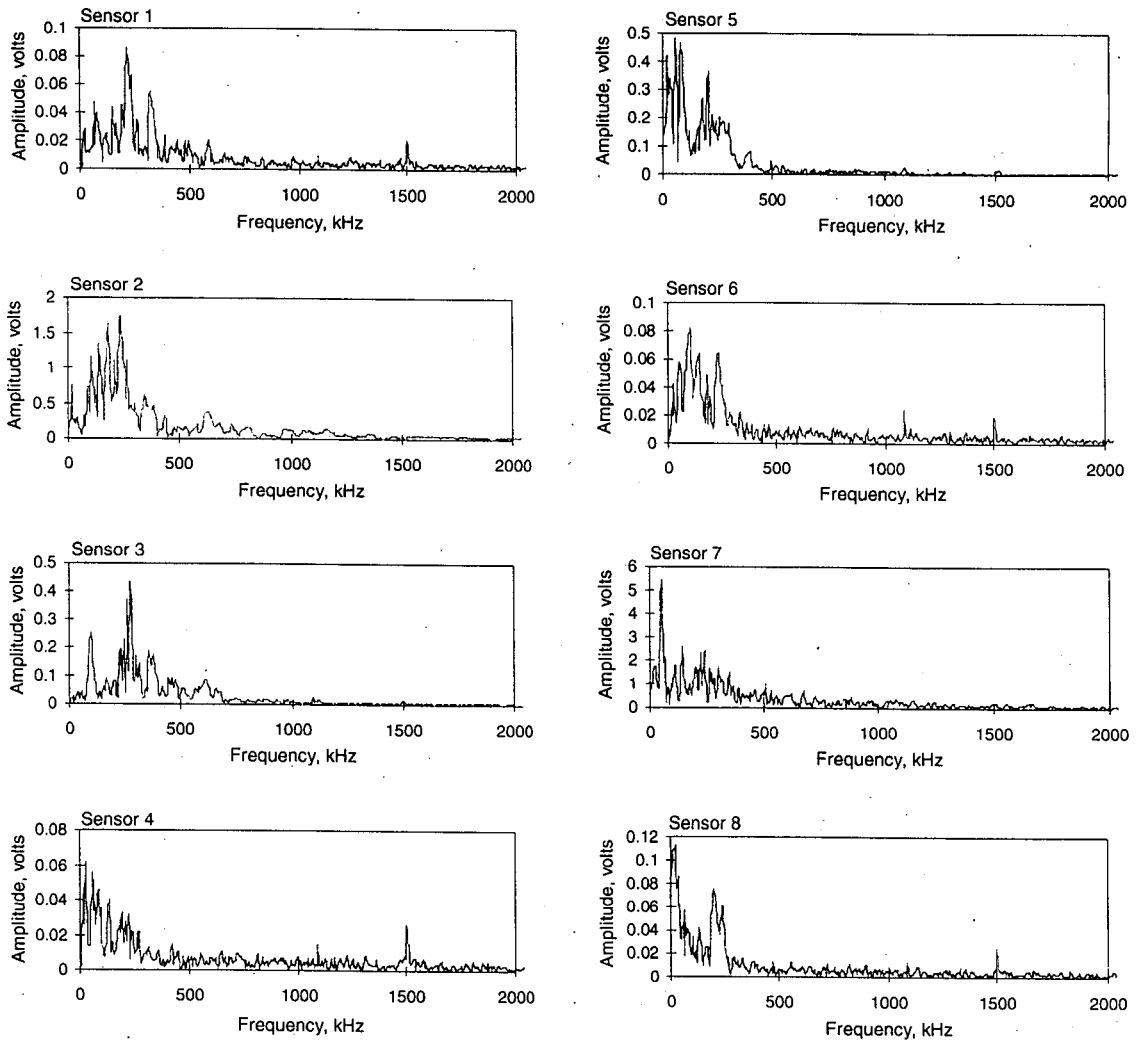 Sensor 1
Amplitude, volts
0.1
0.08
0.06
0.04
0.02
0
0 500 1000 1500 2000
Frequency, kHz
Sensor 2
Amplitude, volts
2
1.5
1
0.5
0
0 500 1000 1500 2000
Frequency, kHz
Sensor 3
Amplitude, volts
0.5
0.4
0.3
0.2
0.1
0
0 500 1000 1500 2000
Frequency, kHz
Sensor 4
Amplitude, volts
0.08
0.06
0.04
0.02
0
0 500 1000 1500 2000
Frequency, kHz
Sensor 5
Amplitude, volts
0.5
0.4
0.3
0.2
0.1
0
0 500 1000 1500 2000
Frequency, kHz
Sensor 6
Amplitude, volts
0.1
0.08
0.06
0.04
0.02
0
0 500 1000 1500 2000
Frequency, kHz
Sensor 7
Amplitude, volts
6
5
4
3
2
1
0
0 500 1000 1500 2000
Frequency, kHz
Sensor 8
Amplitude, volts
0.12
0.1
0.08
0.06
0.04
0.02
0
0 500 1000 1500 2000
Frequency, kHz